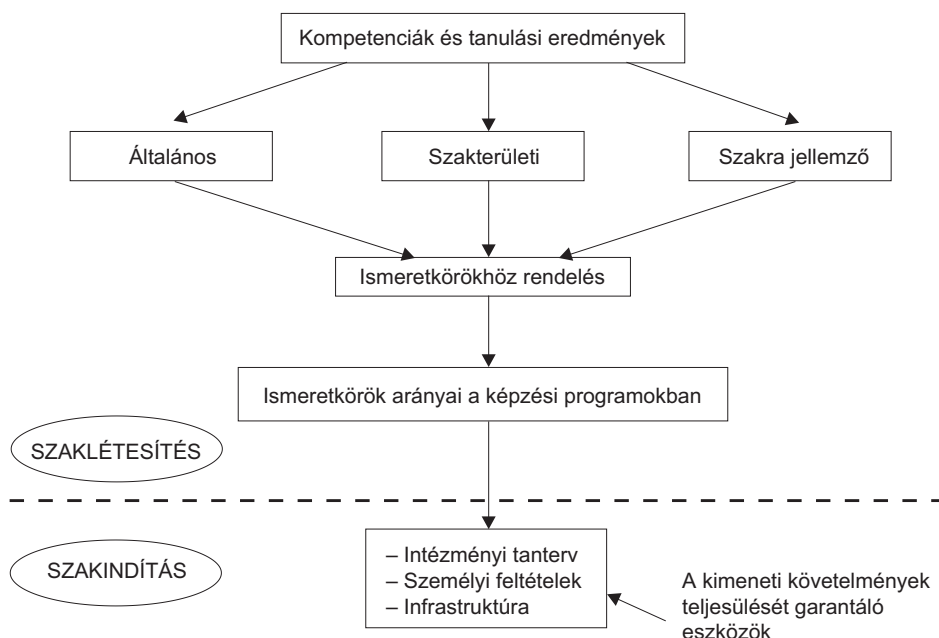 Kompetenciák és tanulási eredmények
Általános
Szakterületi
Szakra jellemző
Ismeretkörökhöz rendelés
Ismeretkörök arányai a képzési programokban
SZAKLÉTESÍTÉS
SZAKINDÍTÁS
– Intézményi tanterv
– Személyi feltételek
– Infrastruktúra
A kimeneti követelmények
teljesülését garantáló
eszközök